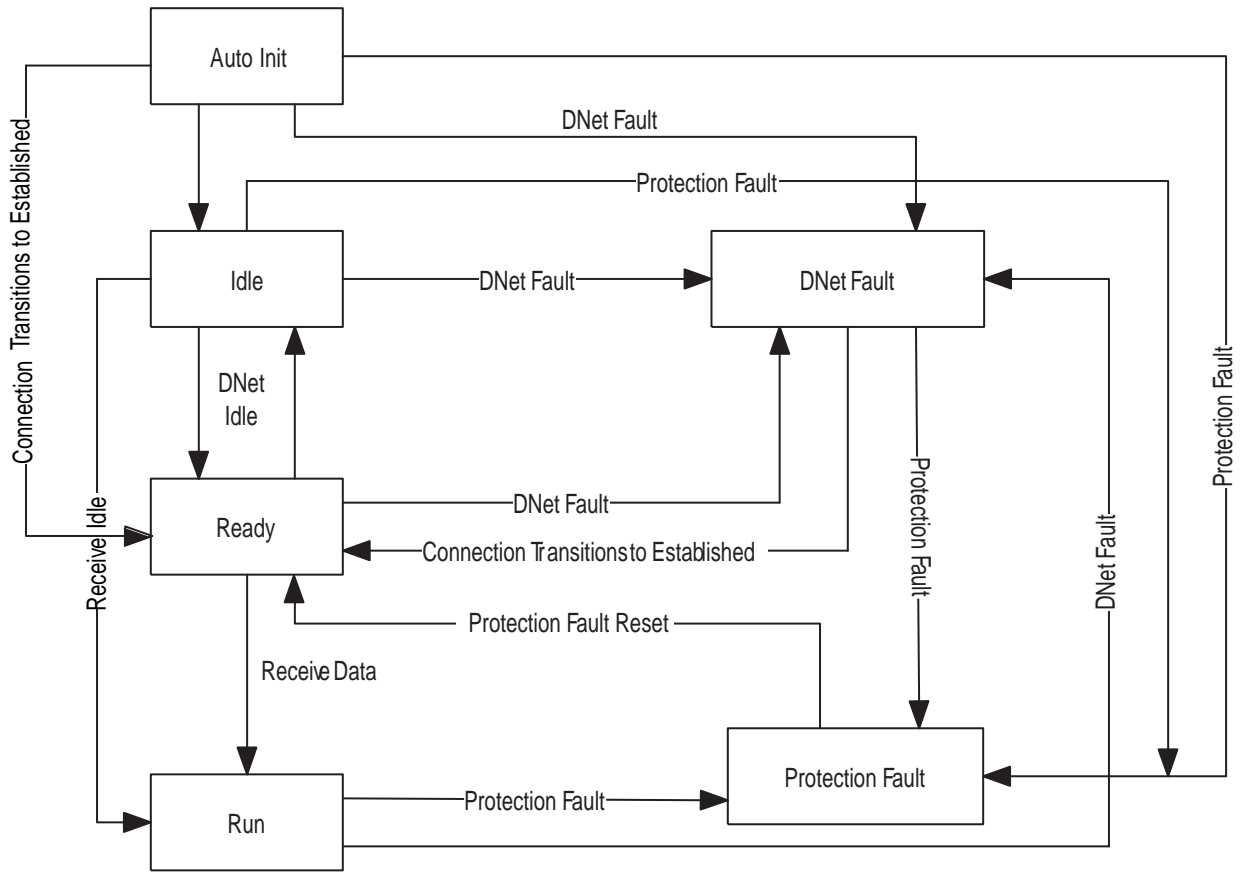 Auto Init
DNet Fault
Protection Fault
Connection Transitions to Established
Idle
DNet Fault
DNet Fault
Protection Fault
DNet
Idle
Ready
DNet Fault
Connection Transitions to Established
Protection Fault
DNet Fault
Receive Idle
Protection Fault Reset
Receive Data
Protection Fault
Protection Fault
Run